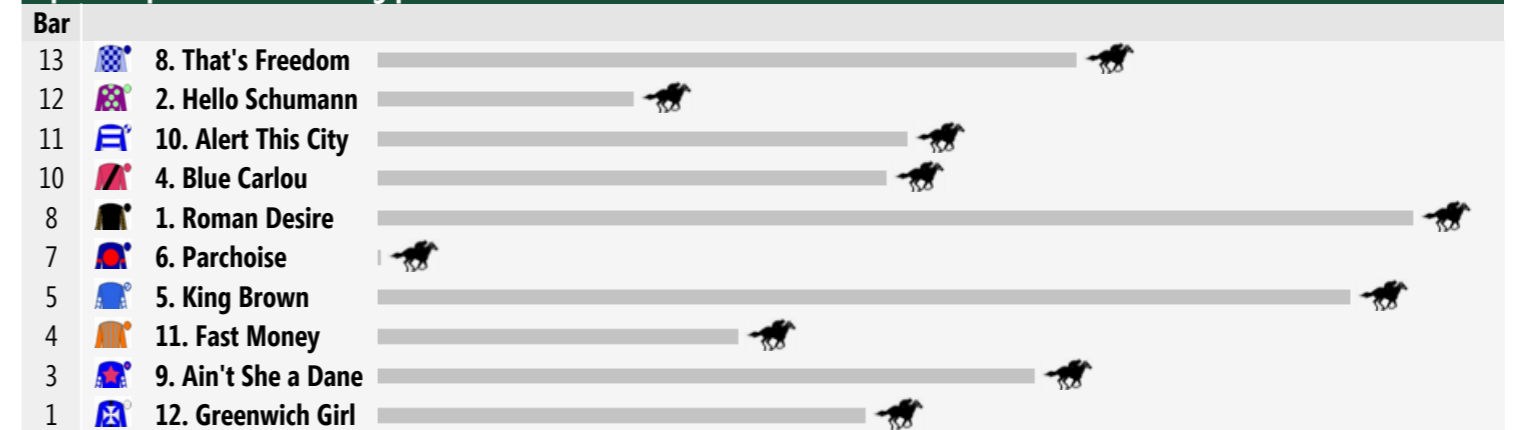 Bar
13 8. That's Freedom
12 2. Hello Schumann
11 10. Alert This City
10 4. Blue Carlou
8 1. Roman Desire
7 6. Parchoise
5 5. King Brown
4 11. Fast Money
3 9. Ain't She a Dane
1 12. Greenwich Girl